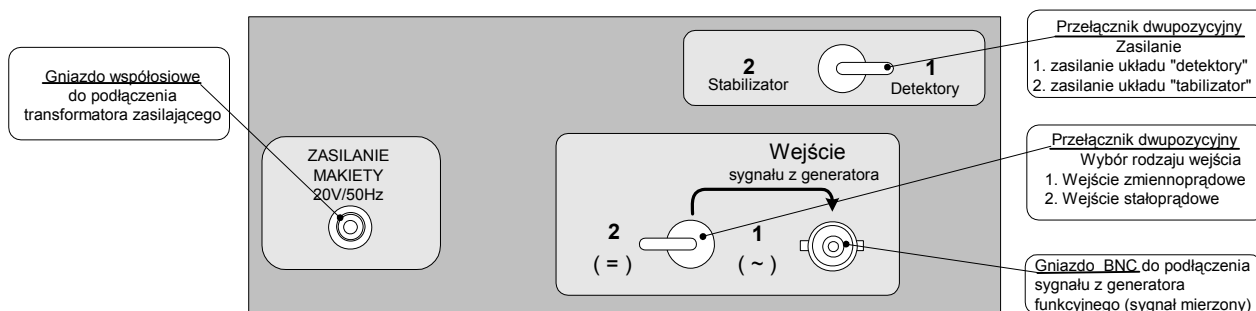 Gniazdo współosiowe
do podłączenia
transformatora zasilającego
ZASILANIE
MAKIETY
20V/50Hz
2
Stabilizator
1
Detektory
Wejście
sygnału z generatora
2
( = )
1
( ~ )
Przełącznik dwupozycyjny
Zasilanie
1. zasilanie układu "detektory"
2. zasilanie układu "tabilizator"
Przełącznik dwupozycyjny
Wybór rodzaju wejścia
1. Wejście zmiennoprądowe
2. Wejście stałoprądowe
Gniazdo BNC do podłączenia
sygnału z generatora
funkcyjnego (sygnał mierzony)